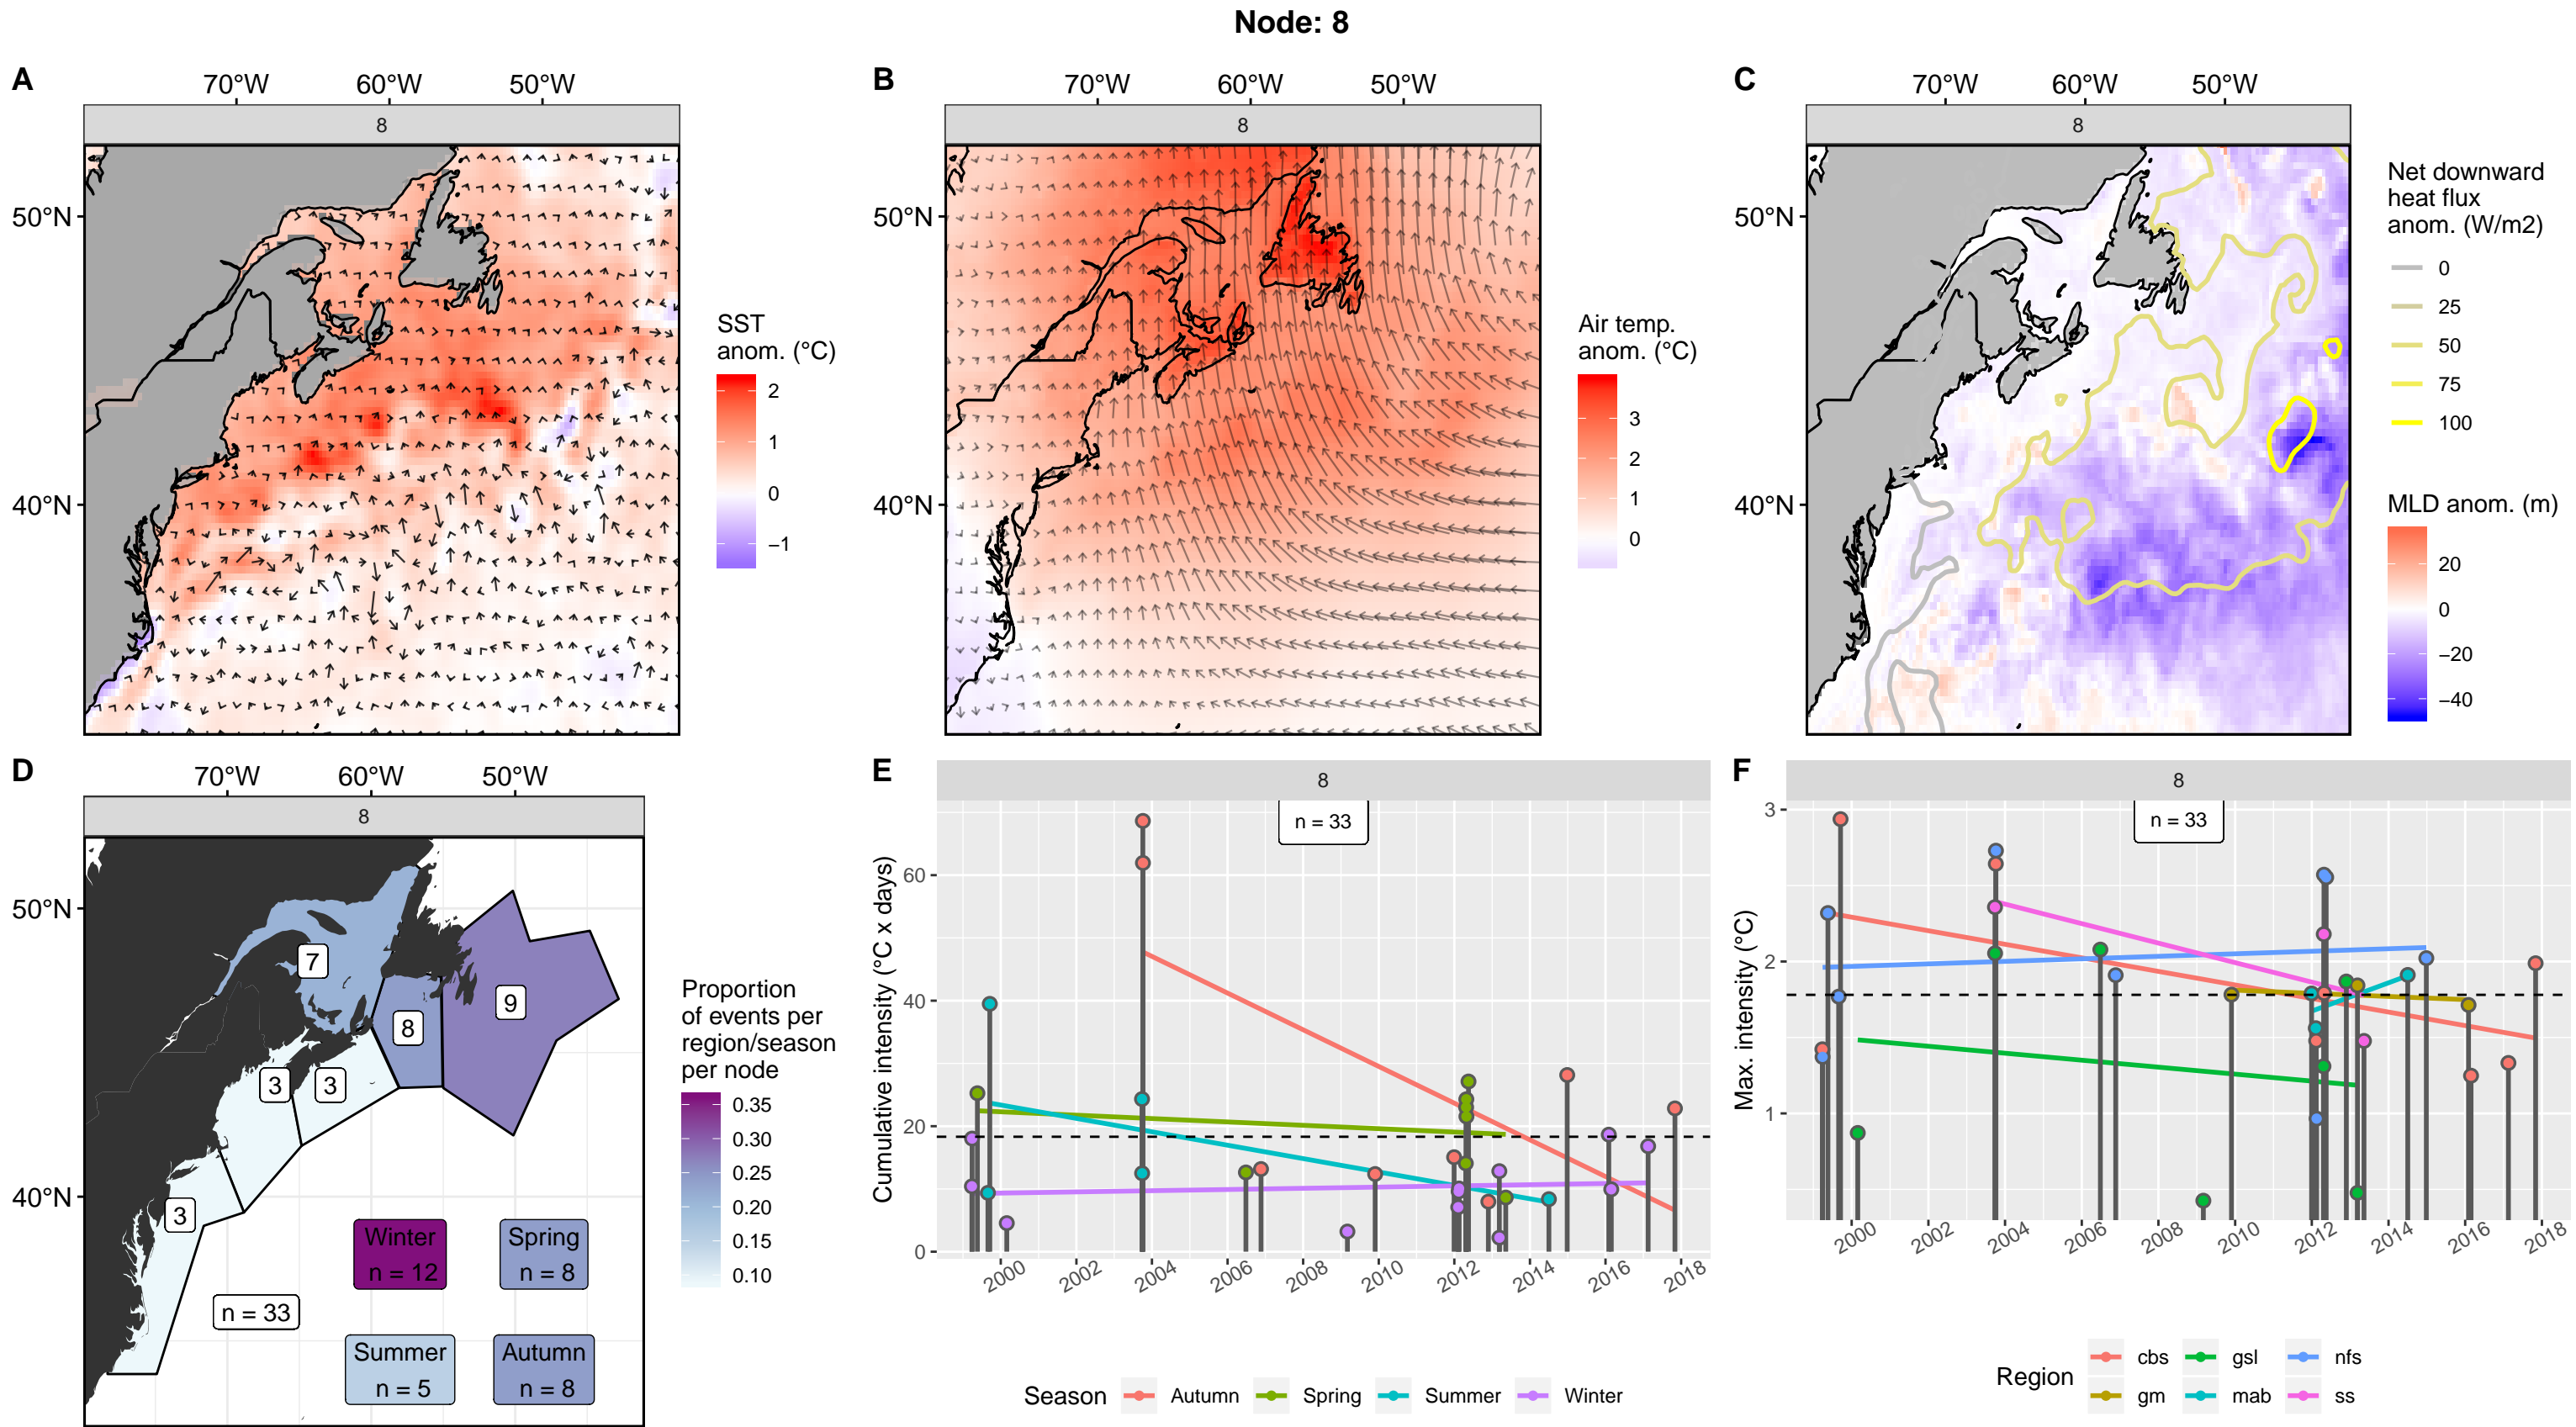 Node: 8
A
70°W 60°W 50°W
8
50°N
40°N
SST
anom. (°C)
2
1
0
−1
B
70°W 60°W 50°W
8
50°N
40°N
Air temp.
anom. (°C)
3
2
1
0
C
70°W 60°W 50°W
8
50°N
40°N
Net downward
heat flux
anom. (W/m2)
0
25
50
75
100
MLD anom. (m)
20
0
−20
−40
D
70°W 60°W 50°W
8
50°N
40°N
7
8
9
3
3
3
n = 33
Winter
n = 12
Spring
n = 8
Summer
n = 5
Autumn
n = 8
Proportion
of events per
region/season
per node
0.35
0.30
0.25
0.20
0.15
0.10
E
8
n = 33
Cumulative intensity (°C x days)
60
40
20
0
2000 2002 2004 2006 2008 2010 2012 2014 2016 2018
Season Autumn Spring Summer Winter
F
8
n = 33
Max. intensity (°C)
3
2
1
2000 2002 2004 2006 2008 2010 2012 2014 2016 2018
Region
cbs gsl nfs
gm mab ss